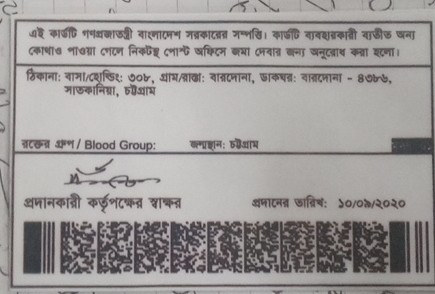 এই কার্ডটি গণপ্রজাতন্ত্রী বাংলাদেশ সরকারের সম্পত্তি। কার্ডটি ব্যবহারকারী ব্যতীত অন্য
কোথাও পাওয়া গেলে নিকটস্থ পোস্ট অফিসে জমা দেবার জন্য অনুরোধ করা হলো।
ঠিকানা: বাসা/হোল্ডিং: ৩০৮, গ্রাম/রাস্তা: বারদোনা, ডাকঘর: বারদোনা - ৪৩৮৬,
সাতকানিয়া, চট্টগ্রাম
রক্তের গ্রুপ / Blood Group: জন্মস্থান: চট্টগ্রাম
প্রদানকারী কর্তৃপক্ষের স্বাক্ষর প্রদানের তারিখ: ১০/০৯/২০২০